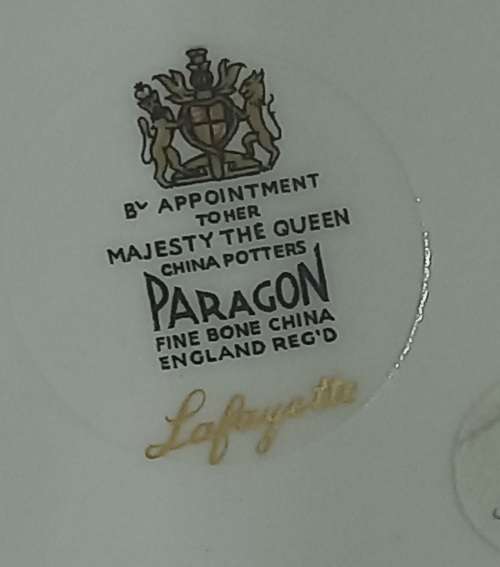 By APPOINTMENT
TO HER
MAJESTY THE QUEEN
CHINA POTTERS
PARAGON
FINE BONE CHINA
ENGLAND REG'D
Lafayette